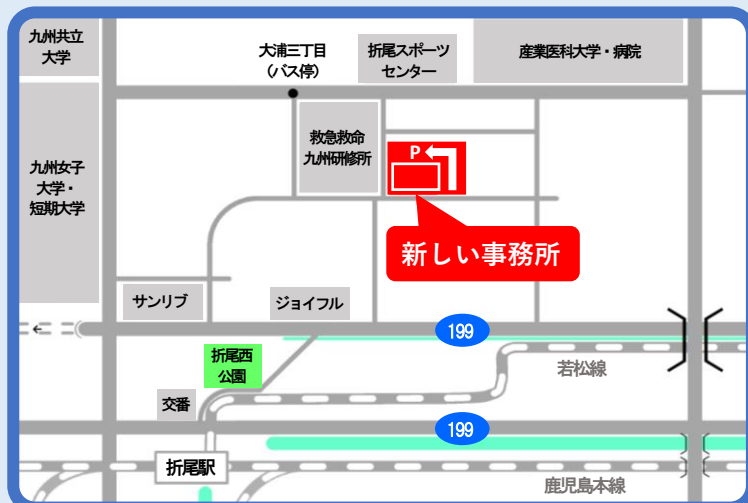 九州共立
大学
大浦三丁目
（バス停）
折尾スポーツ
センター
産業医科大学・病院
九州女子
大学・
短期大学
救急救命
九州研修所
P
新しい事務所
サンリブ
ジョイフル
199
折尾西
公園
若松線
交番
199
折尾駅
鹿児島本線